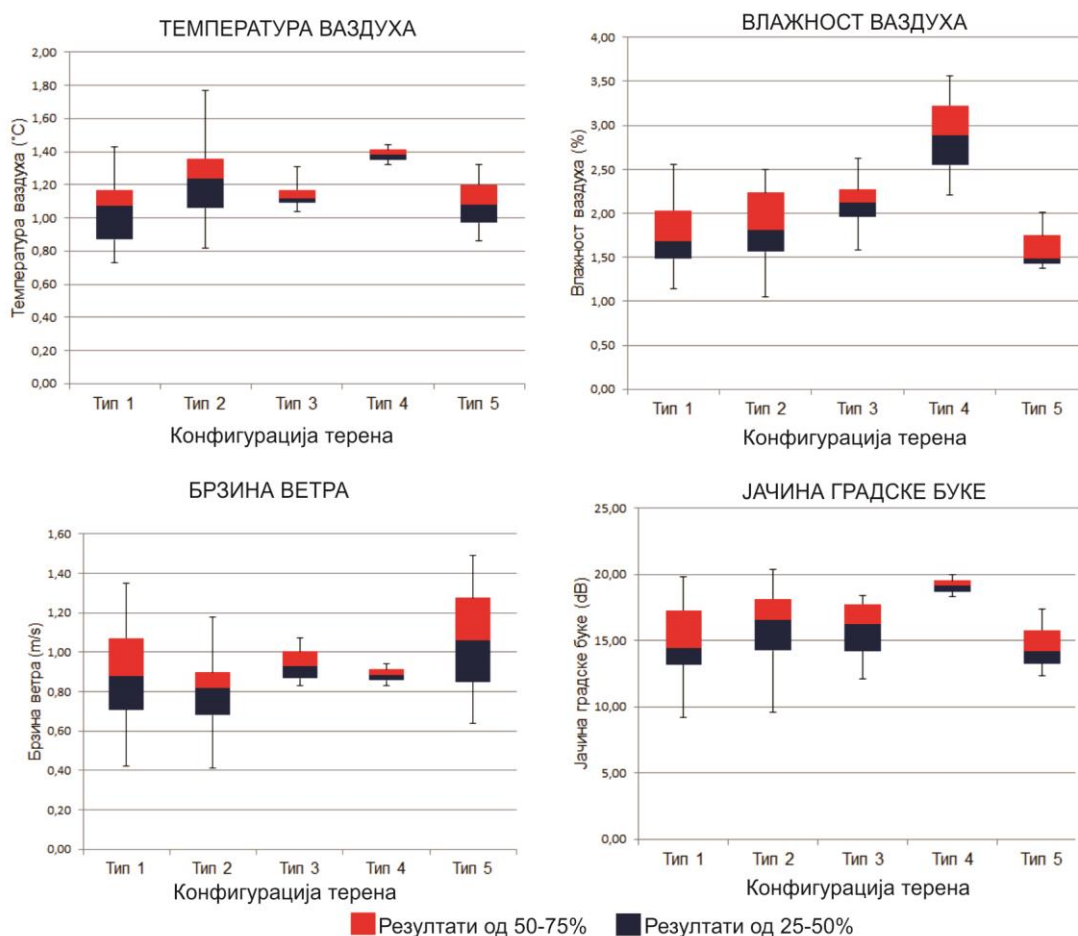 ТЕМПЕРАТУРА ВАЗДУХА
Температура ваздуха (°C)
2,00
1,80
1,60
1,40
1,20
1,00
0,80
0,60
0,40
0,20
0,00
Тип 1 Тип 2 Тип 3 Тип 4 Тип 5
Конфигурација терена
ВЛАЖНОСТ ВАЗДУХА
Влажност ваздуха (%)
4,00
3,50
3,00
2,50
2,00
1,50
1,00
0,50
0,00
Тип 1 Тип 2 Тип 3 Тип 4 Тип 5
Конфигурација терена
БРЗИНА ВЕТРА
Брзина ветра (m/s)
1,60
1,40
1,20
1,00
0,80
0,60
0,40
0,20
0,00
Тип 1 Тип 2 Тип 3 Тип 4 Тип 5
Конфигурација терена
ЈАЧИНА ГРАДСКЕ БУКЕ
Јачина градске буке (dB)
25,00
20,00
15,00
10,00
5,00
0,00
Тип 1 Тип 2 Тип 3 Тип 4 Тип 5
Конфигурација терена
Резултати од 50-75% Резултати од 25-50%